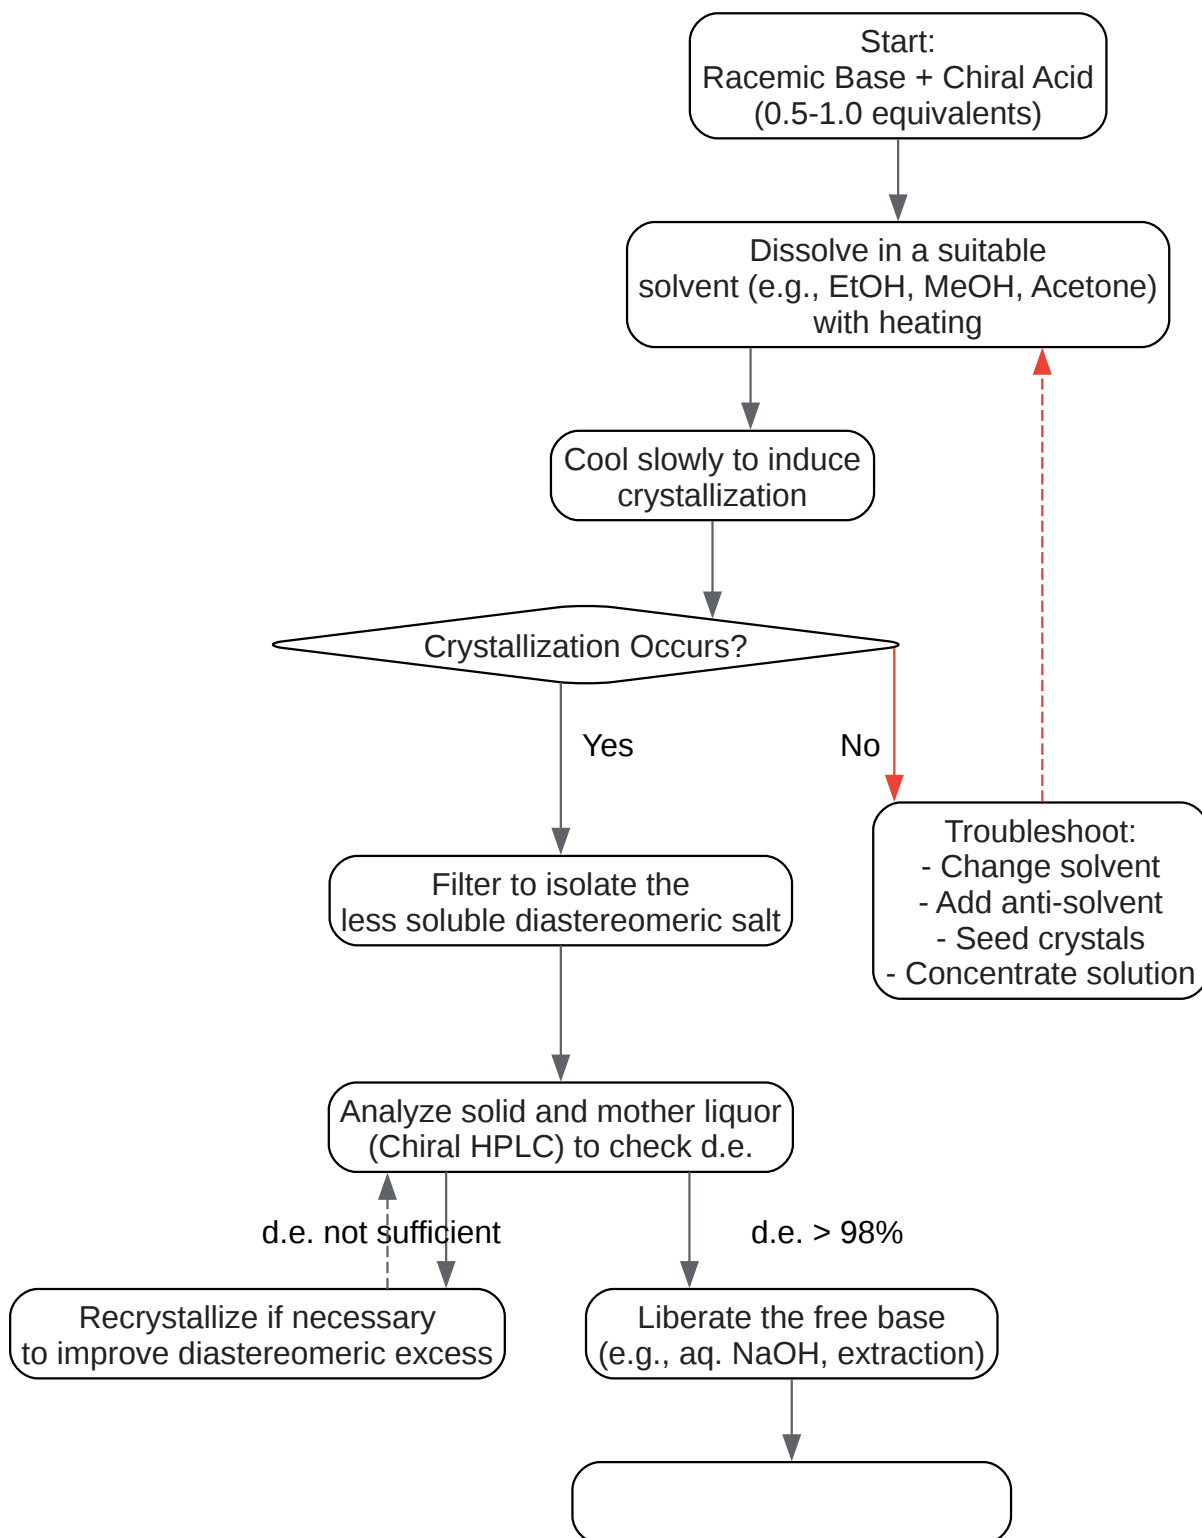 Start:
Racemic Base + Chiral Acid
(0.5-1.0 equivalents)
Dissolve in a suitable
solvent (e.g., EtOH, MeOH, Acetone)
with heating
Cool slowly to induce
crystallization
Crystallization Occurs?
Yes
No
Troubleshoot:
- Change solvent
- Add anti-solvent
- Seed crystals
- Concentrate solution
Filter to isolate the
less soluble diastereomeric salt
Analyze solid and mother liquor
(Chiral HPLC) to check d.e.
d.e. not sufficient
d.e. > 98%
Recrystallize if necessary
to improve diastereomeric excess
Liberate the free base
(e.g., aq. NaOH, extraction)